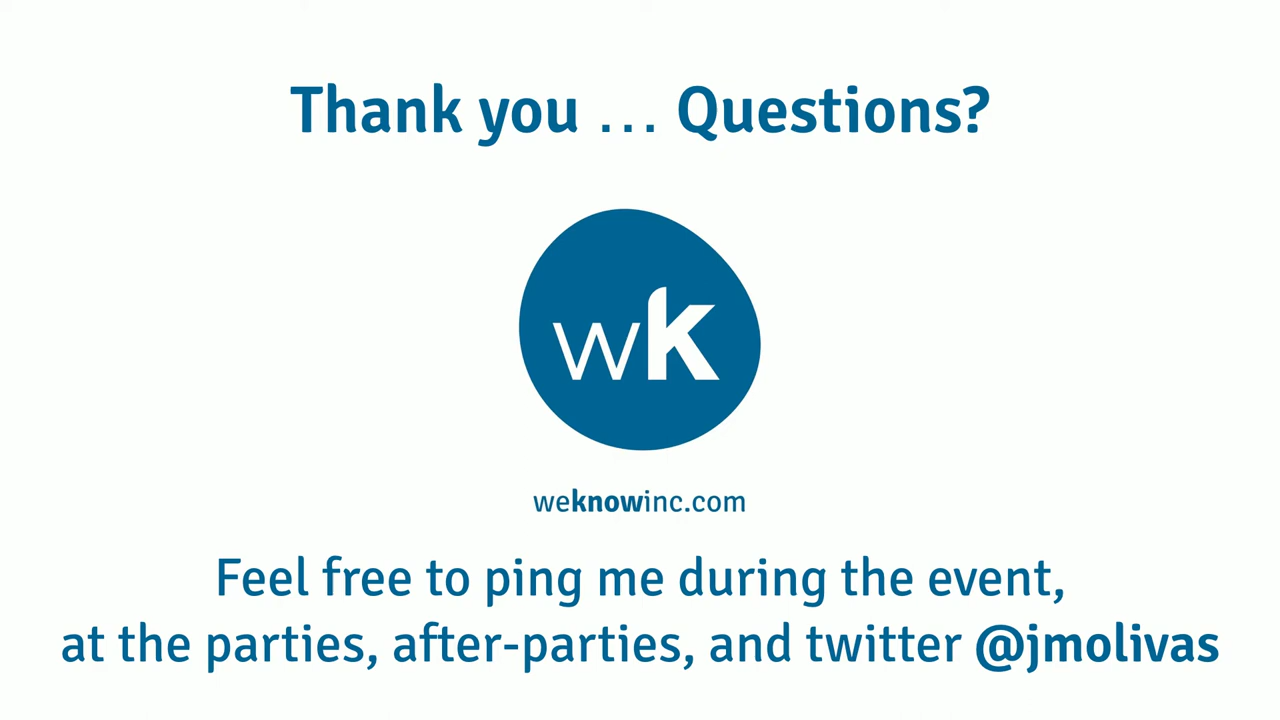 Thank you ... Questions?
wk
weknowinc.com
Feel free to ping me during the event,
at the parties, after-parties, and twitter @jmolivas